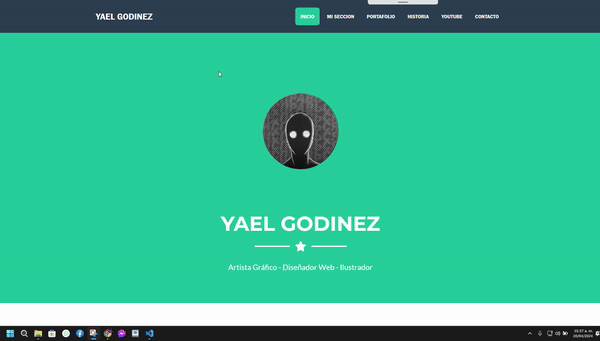 YAEL GODINEZ
INICIO MI SECCION PORTAFOLIO HISTORIA YOUTUBE CONTACTO
YAEL GODINEZ
Artista Gráfico - Diseñador Web - Ilustrador